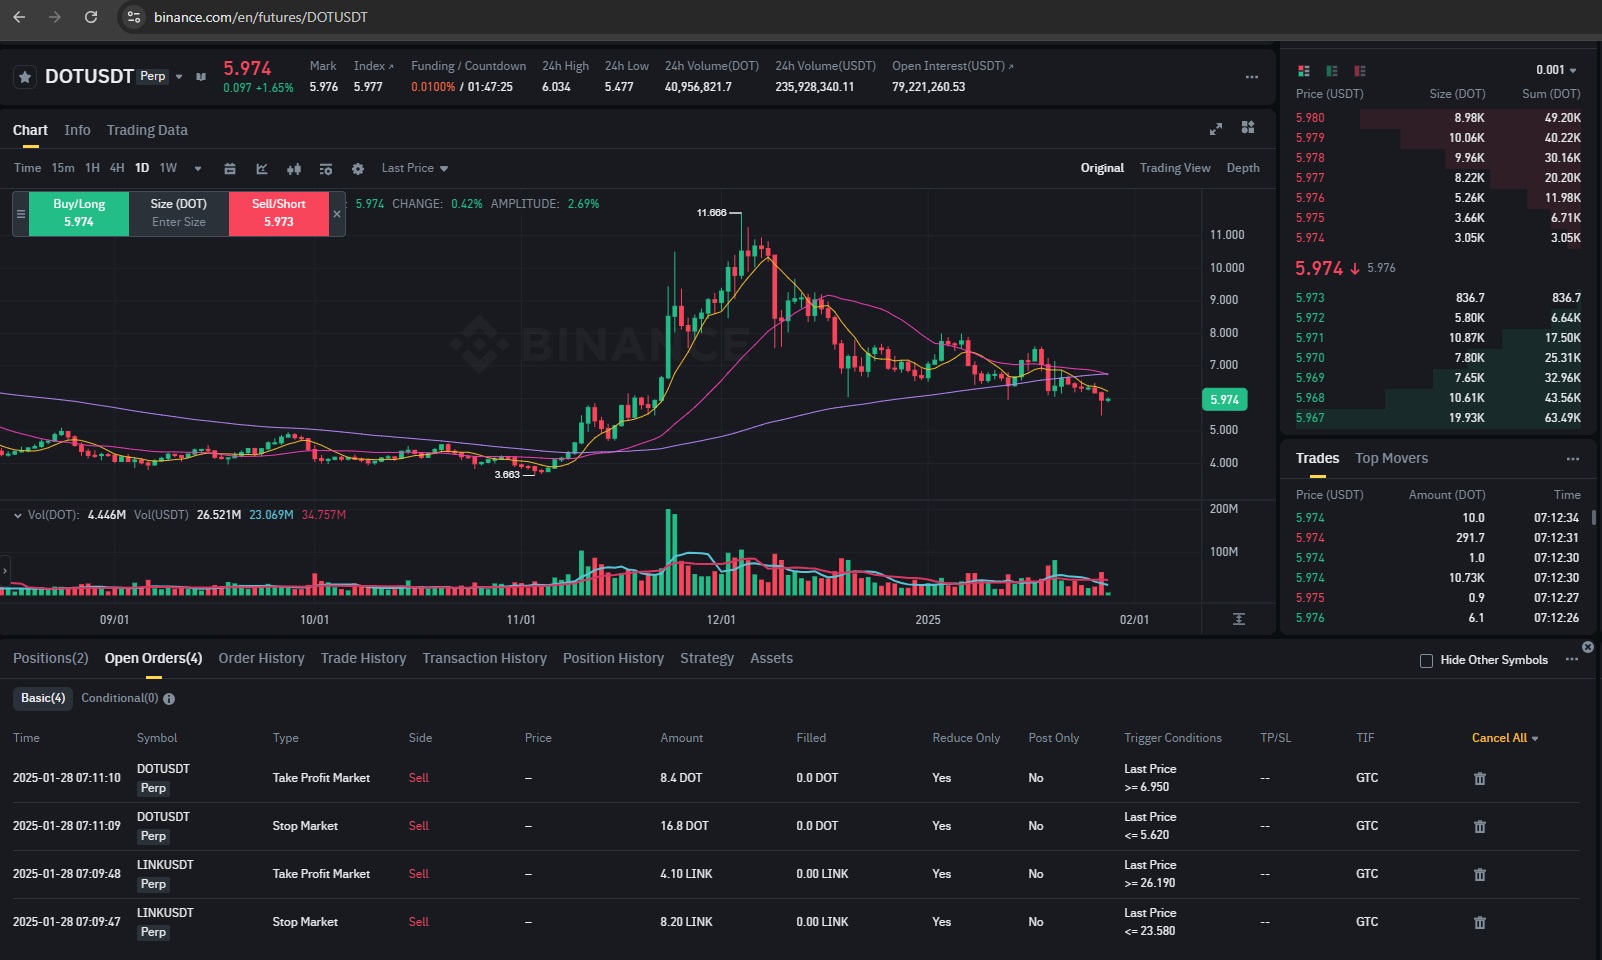 binance.com/en/futures/DOTUSDT
DOTUSDT Perp
5.974
0.097 +1.65%
Mark
5.976
Index
5.977
Funding / Countdown
0.0100% / 01:47:25
24h High
6.034
24h Low
5.477
24h Volume(DOT)
40,956,821.7
24h Volume(USDT)
235,928,340.11
Open Interest(USDT)
79,221,260.53
Chart Info Trading Data
Time 15m 1H 4H 1D 1W Last Price Original Trading View Depth
Buy/Long
5.974
Size (DOT)
Enter Size
Sell/Short
5.973
5.974 CHANGE: 0.42% AMPLITUDE: 2.69%
11.666
3.663
BINANCE
11.000
10.000
9.000
8.000
7.000
5.974
5.000
4.000
Vol(DOT): 4.446M Vol(USDT) 26.521M 23.069M 34.757M
200M
100M
09/01 10/01 11/01 12/01 2025 02/01
0.001
Price (USDT) Size (DOT) Sum (DOT)
5.980 8.98K 49.20K
5.979 10.06K 40.22K
5.978 9.96K 30.16K
5.977 8.22K 20.20K
5.976 5.26K 11.98K
5.975 3.66K 6.71K
5.974 3.05K 3.05K
5.974 5.976
5.973 836.7 836.7
5.972 5.80K 6.64K
5.971 10.87K 17.50K
5.970 7.80K 25.31K
5.969 7.65K 32.96K
5.968 10.61K 43.56K
5.967 19.93K 63.49K
Trades Top Movers
Price (USDT) Amount (DOT) Time
5.974 10.0 07:12:34
5.974 291.7 07:12:31
5.974 1.0 07:12:30
5.974 10.73K 07:12:30
5.975 0.9 07:12:27
5.976 6.1 07:12:26
Positions(2) Open Orders(4) Order History Trade History Transaction History Position History Strategy Assets Hide Other Symbols
Basic(4) Conditional(0)
Time Symbol Type Side Price Amount Filled Reduce Only Post Only Trigger Conditions TP/SL TIF Cancel All
2025-01-28 07:11:10 DOTUSDT Perp Take Profit Market Sell – 8.4 DOT 0.0 DOT Yes No Last Price >= 6.950 -- GTC
2025-01-28 07:11:09 DOTUSDT Perp Stop Market Sell – 16.8 DOT 0.0 DOT Yes No Last Price <= 5.620 -- GTC
2025-01-28 07:09:48 LINKUSDT Perp Take Profit Market Sell – 4.10 LINK 0.00 LINK Yes No Last Price >= 26.190 -- GTC
2025-01-28 07:09:47 LINKUSDT Perp Stop Market Sell – 8.20 LINK 0.00 LINK Yes No Last Price <= 23.580 -- GTC